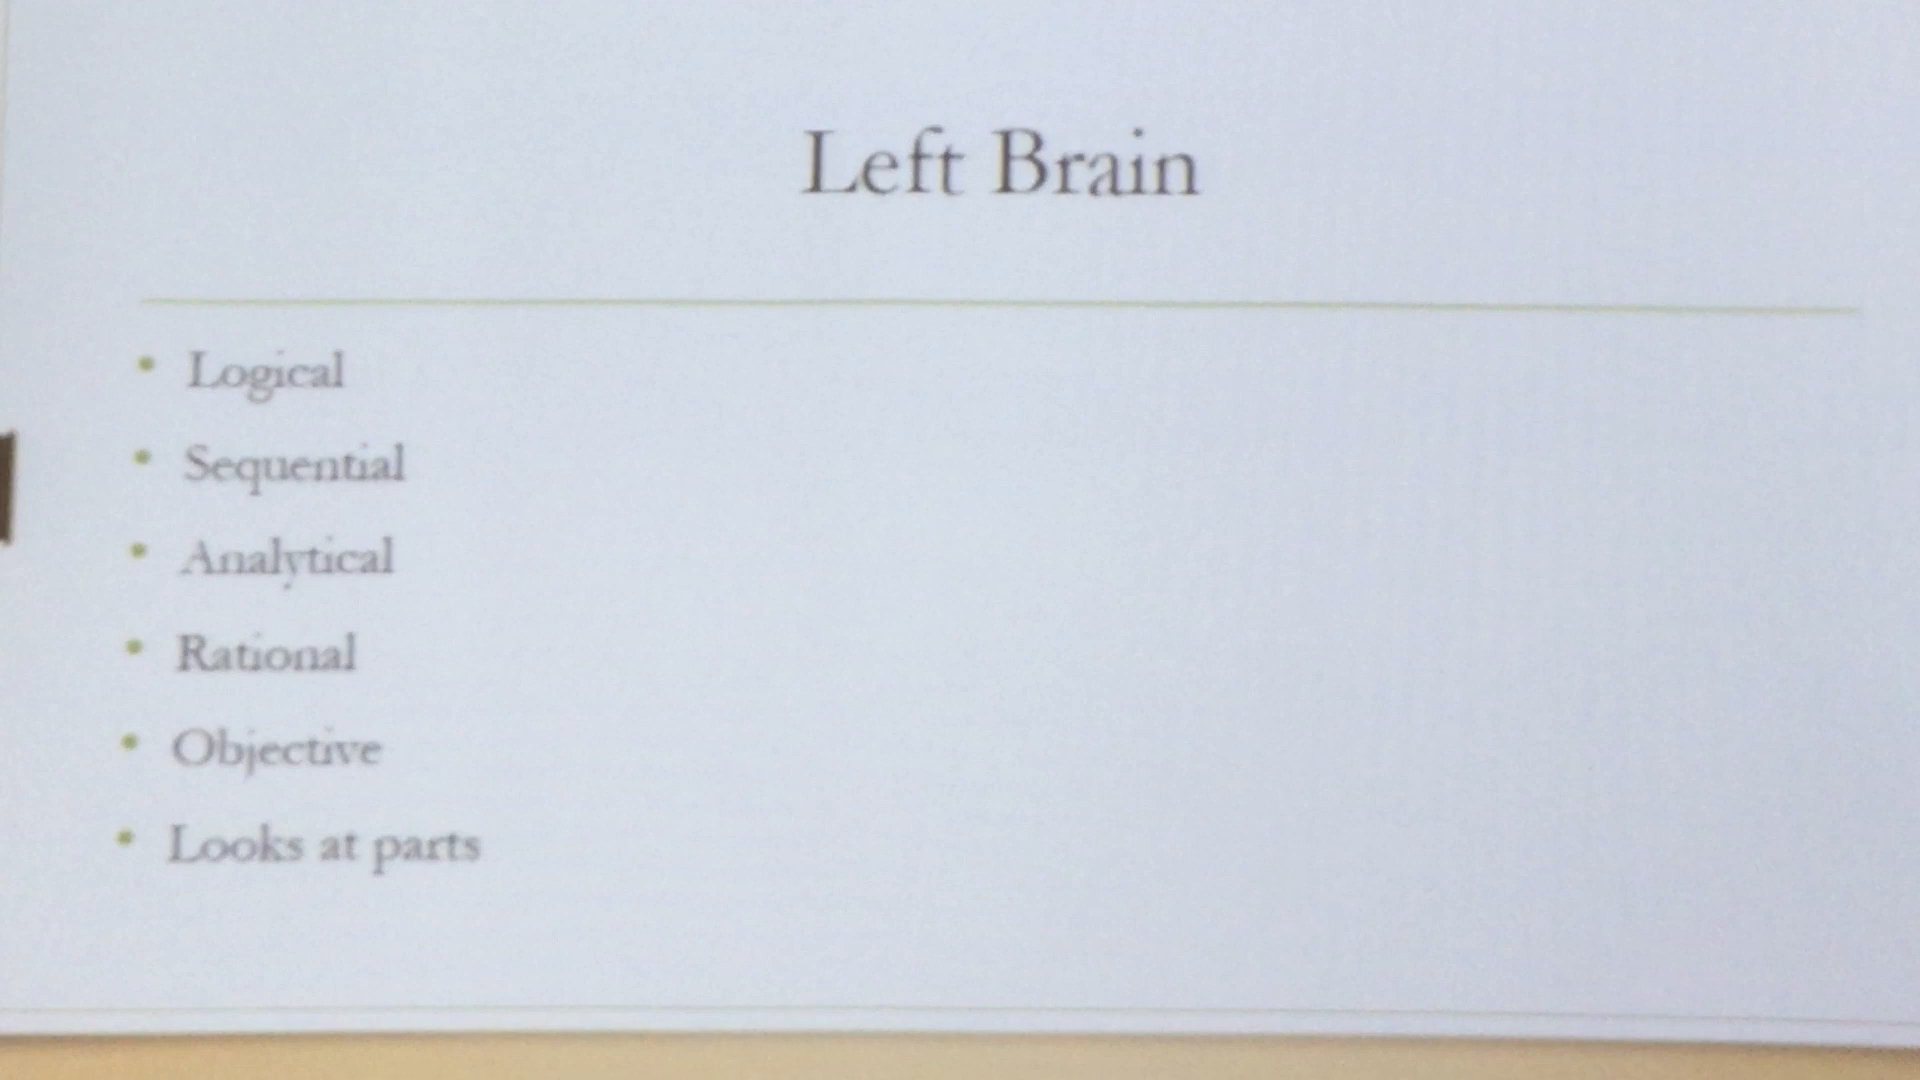 Left Brain
• Logical
• Sequential
• Analytical
• Rational
• Objective
• Looks at parts